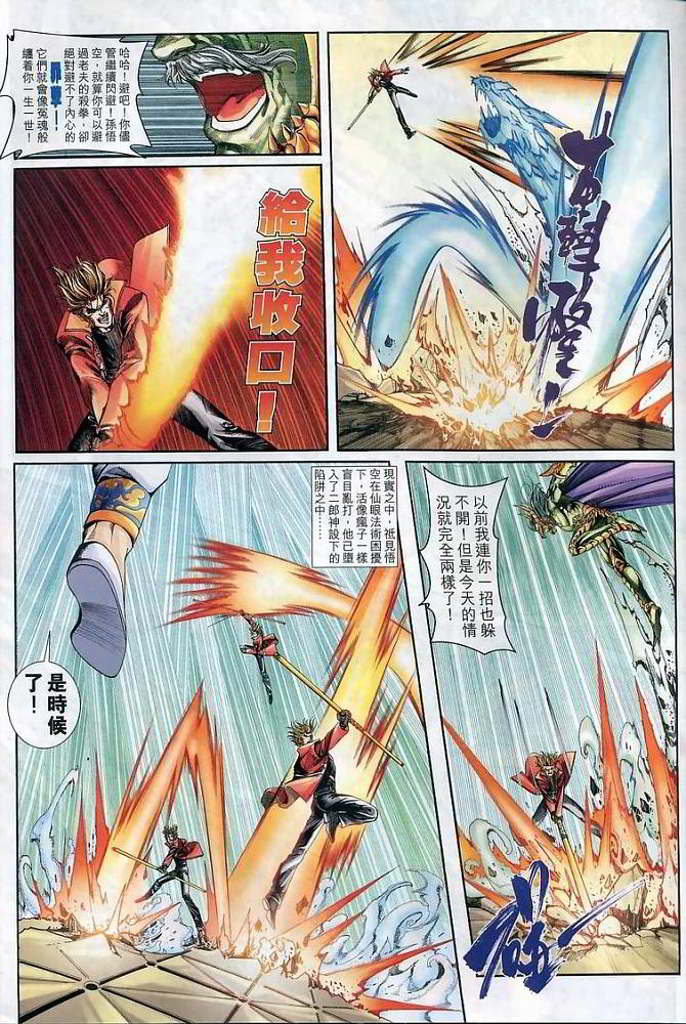 哈哈！避吧！你儘
管繼續閃避！孫悟
空，就算你可以避
過老夫的殺拳，卻
絕對避不了內心的
罪孽——
它們就會像冤魂般
纏着你一生一世！
給我收口！
以前我連你一招也躲
不開！但是今天的情
況就完全兩樣了！
現實之中，祗見悟
空在仙眼法術困擾
下，活像瘋子一樣
盲目亂打，他已墮
入了二郎神設下的
陷阱之中……
是時候
了！